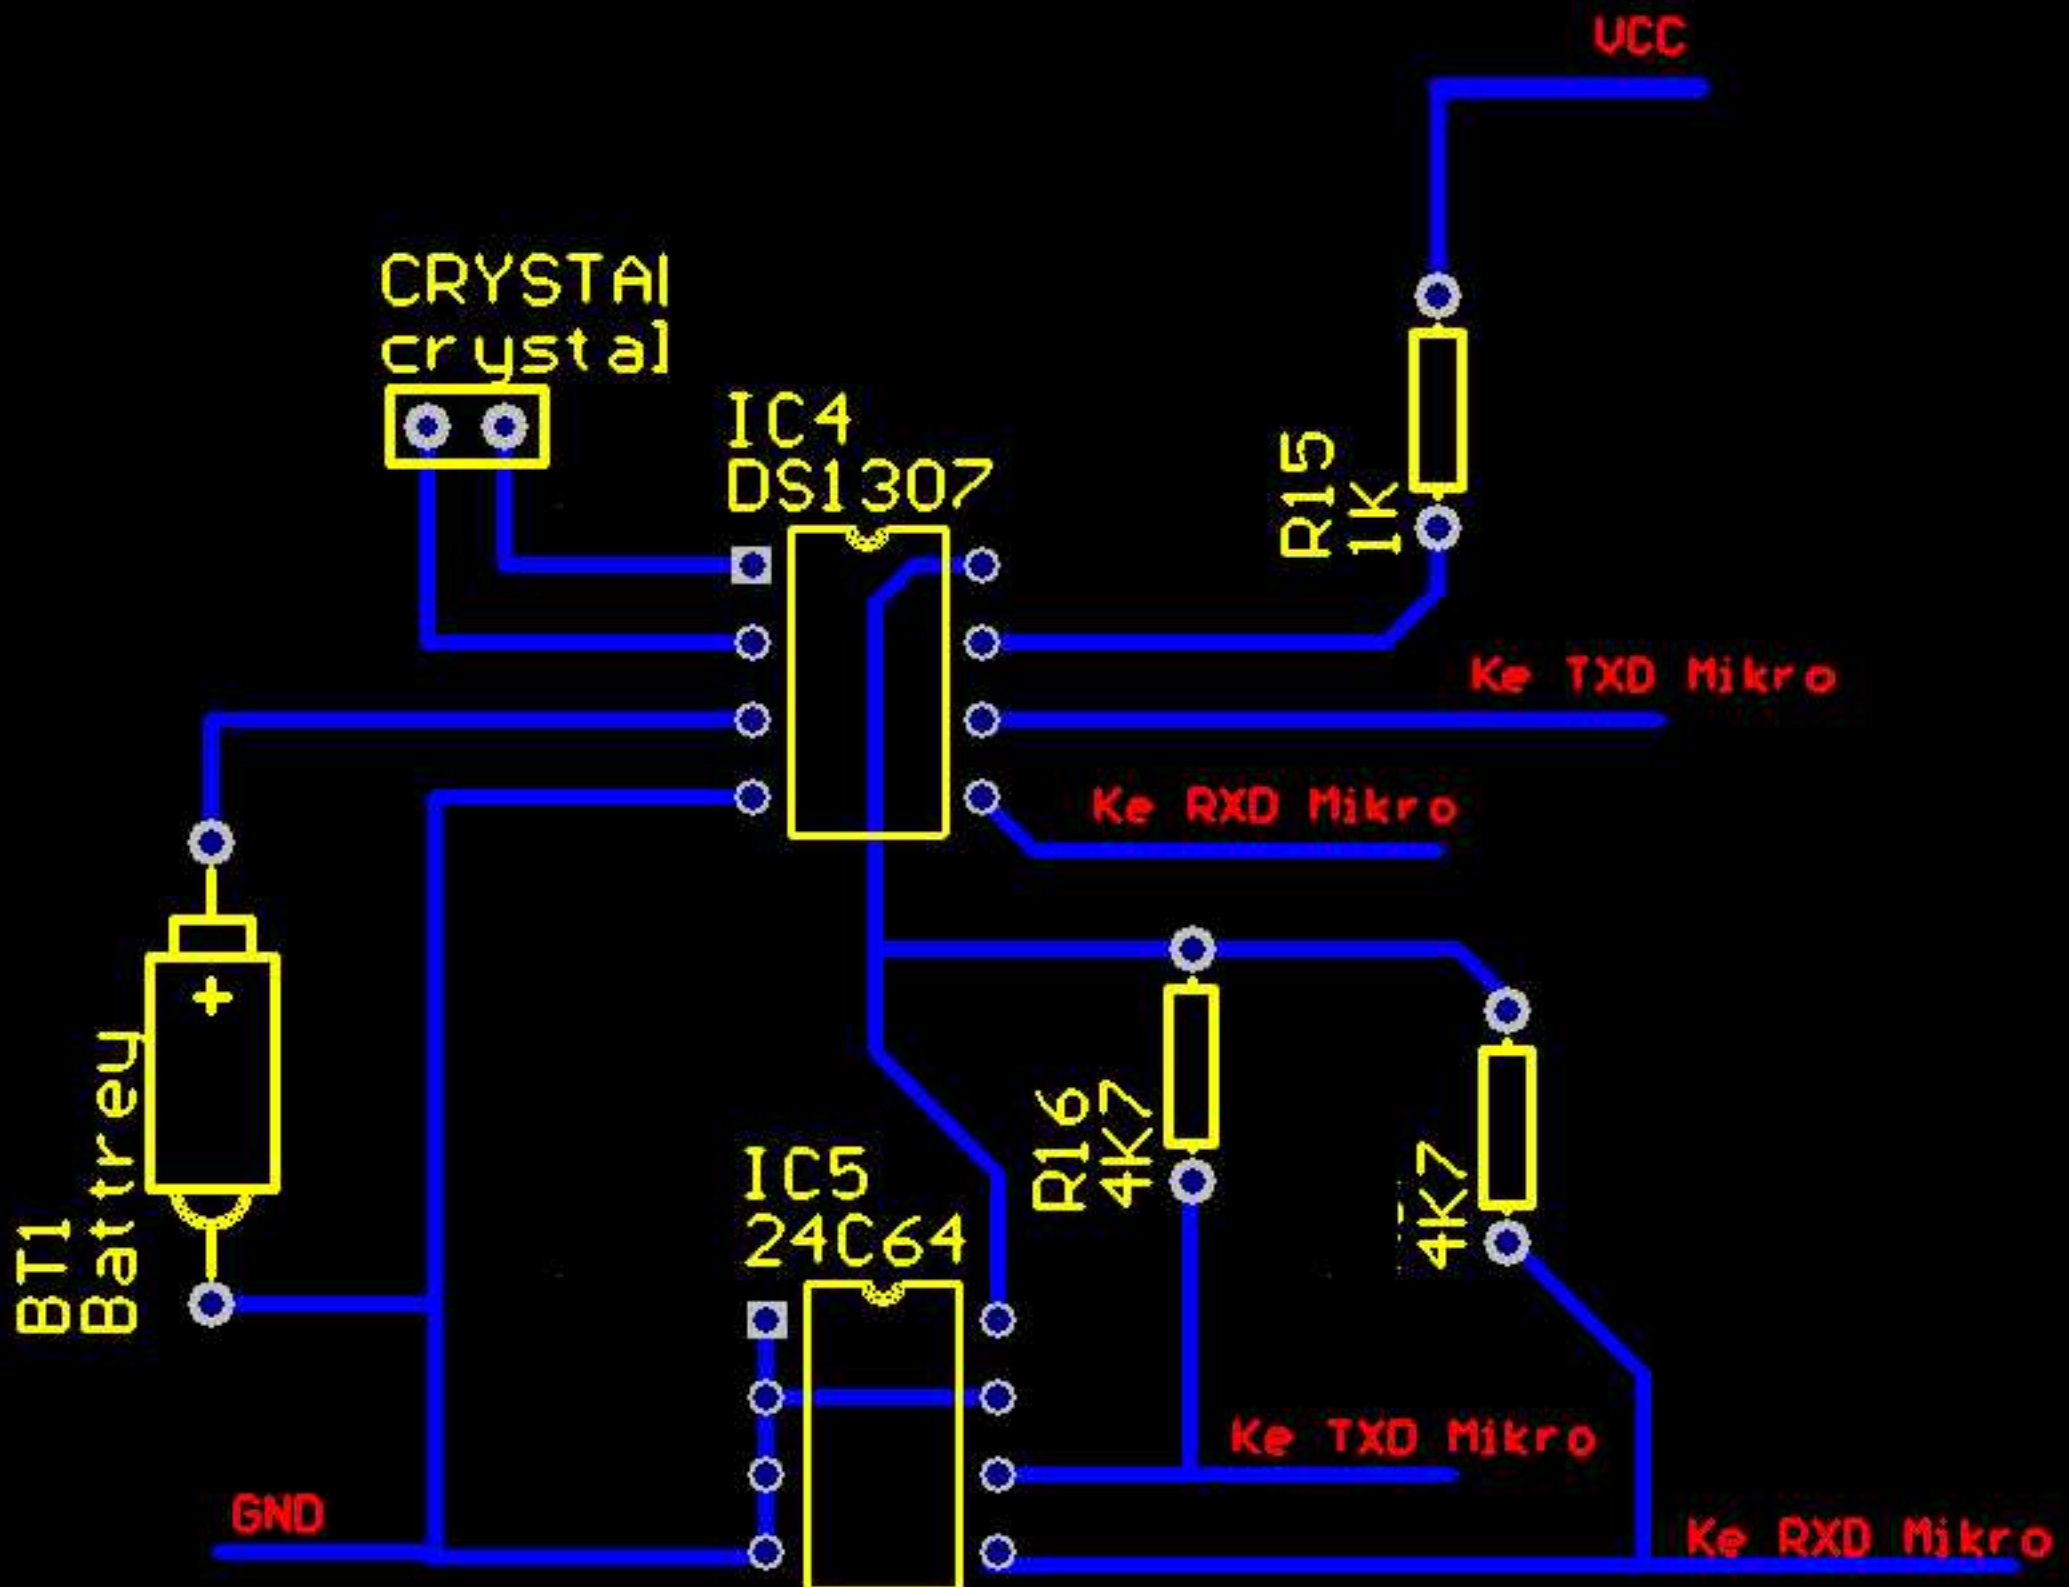 VCC
CRYSTAl
crystal
IC4
DS1307
R15
1K
Ke TXD Mikro
Ke RXD Mikro
+
BT1
Battrey
R16
4K7
4K7
IC5
24C64
Ke TXD Mikro
GND
Ke RXD Mikro